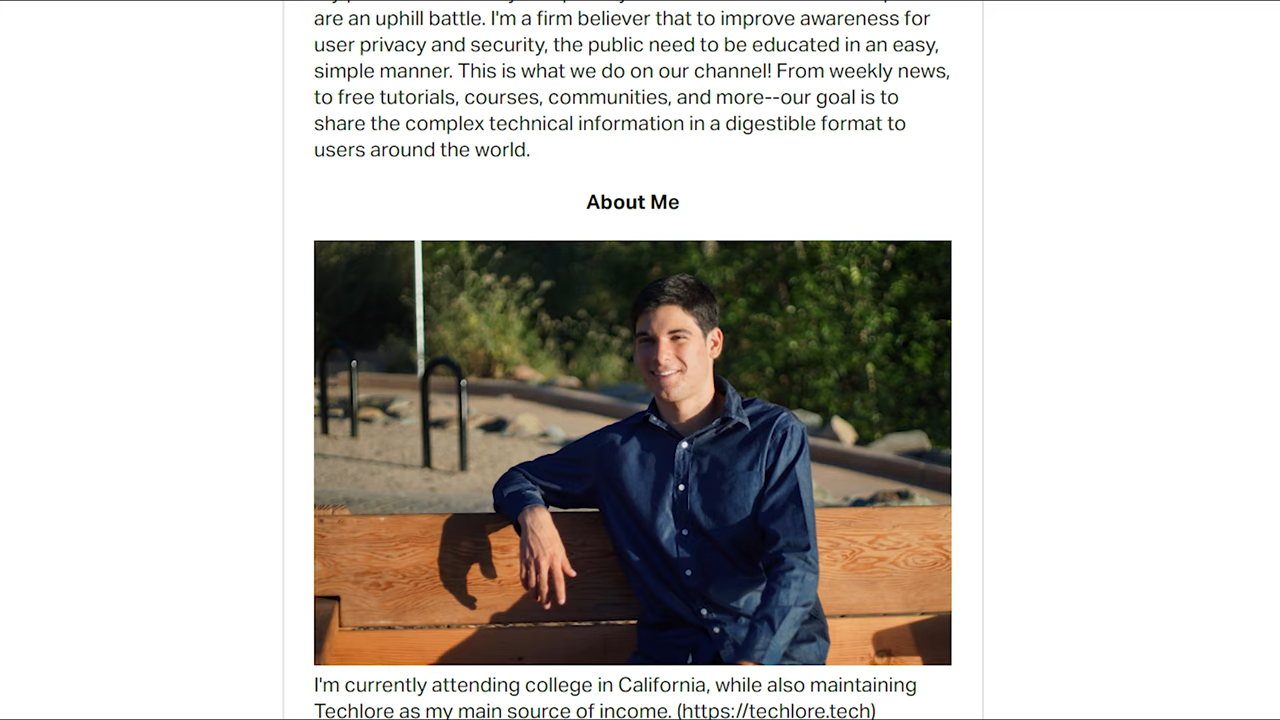 are an uphill battle. I'm a firm believer that to improve awareness for
user privacy and security, the public need to be educated in an easy,
simple manner. This is what we do on our channel! From weekly news,
to free tutorials, courses, communities, and more--our goal is to
share the complex technical information in a digestible format to
users around the world.
About Me
I'm currently attending college in California, while also maintaining
Techlore as my main source of income. (https://techlore.tech)